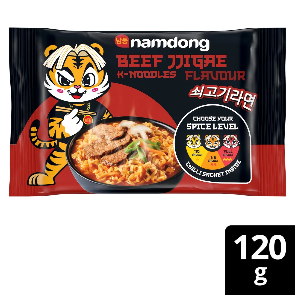 남동
namdong
BEEF JJIGAE
K-NOODLES FLAVOUR
쇠고기라면
CHOOSE YOUR
SPICE LEVEL
CHILLI SACHET INSIDE
120
g